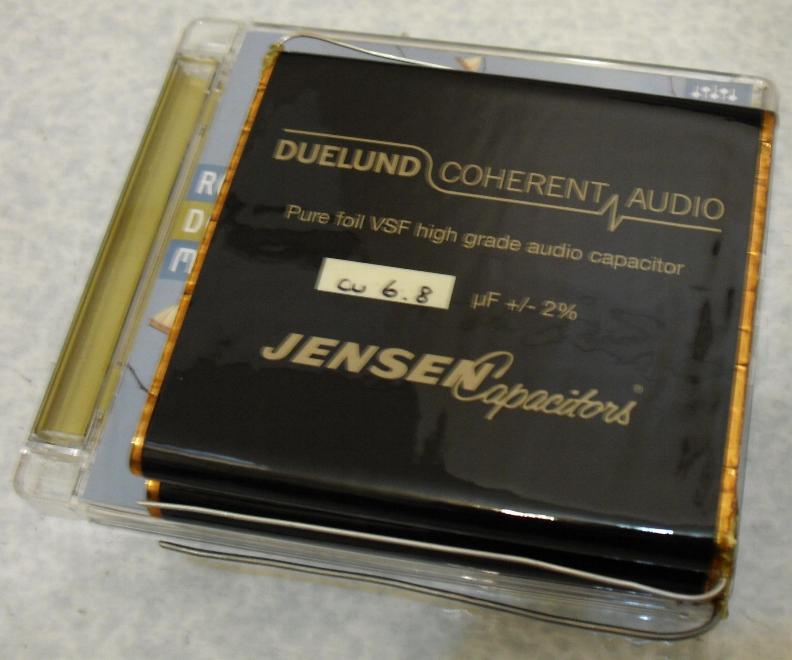 DUELUND COHERENT AUDIO
Pure foil VSF high grade audio capacitor
cu 6.8 µF +/- 2%
JENSEN Capacitors®